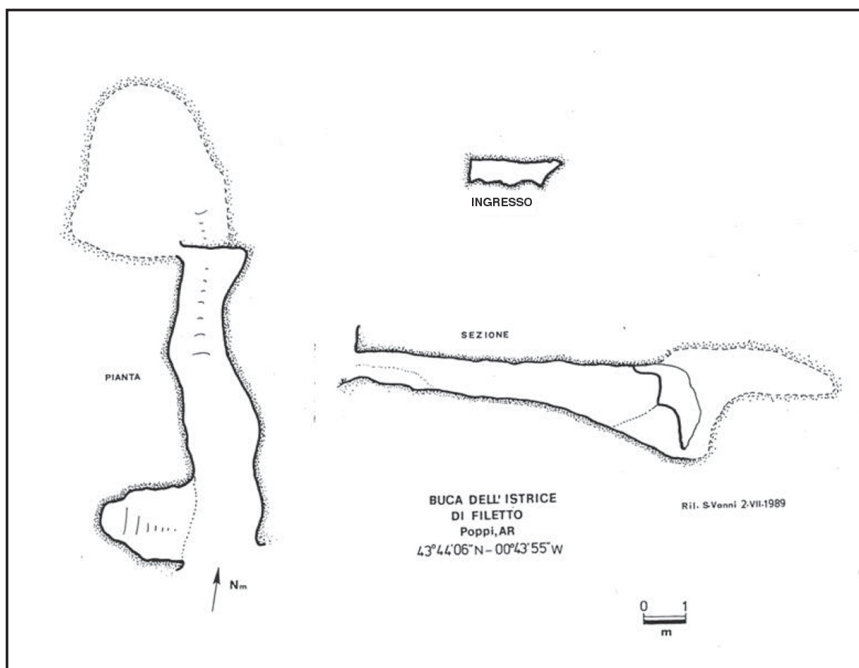 INGRESSO
SEZIONE
PIANTA
BUCA DELL'ISTRICE
DI FILETTO
Poppi, AR
43°44'06"N-00°43'55"W
Ril. S.Vanni 2-VII-1989
Nm
0 1
m